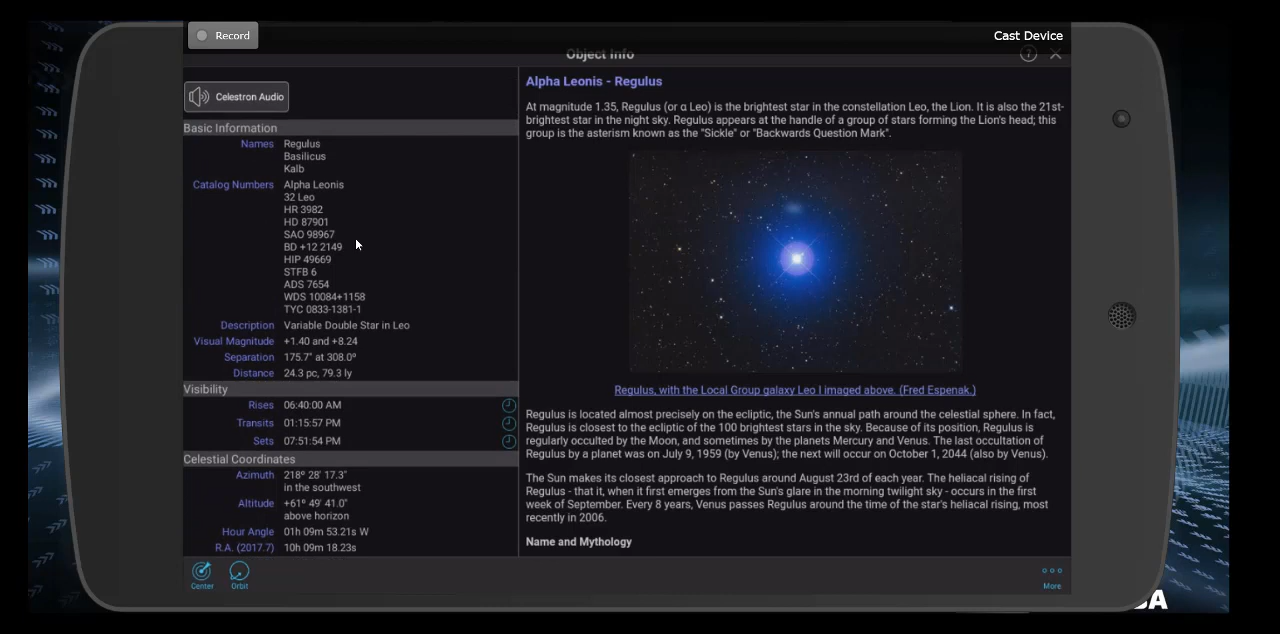 Record
Cast Device
Object Info
?
Celestron Audio
Basic Information
Names Regulus
Basilicus
Kalb
Catalog Numbers Alpha Leonis
32 Leo
HR 3982
HD 87901
SAO 98967
BD +12 2149
HIP 49669
STFB 6
ADS 7654
WDS 10084+1158
TYC 0833-1381-1
Description Variable Double Star in Leo
Visual Magnitude +1.40 and +8.24
Separation 175.7" at 308.0º
Distance 24.3 pc, 79.3 ly
Visibility
Rises 06:40:00 AM
Transits 01:15:57 PM
Sets 07:51:54 PM
Celestial Coordinates
Azimuth 218º 28' 17.3"
in the southwest
Altitude +61º 49' 41.0"
above horizon
Hour Angle 01h 09m 53.21s W
R.A. (2017.7) 10h 09m 18.23s
Center
Orbit
Alpha Leonis - Regulus
At magnitude 1.35, Regulus (or α Leo) is the brightest star in the constellation Leo, the Lion. It is also the 21st-
brightest star in the night sky. Regulus appears at the handle of a group of stars forming the Lion's head; this
group is the asterism known as the "Sickle" or "Backwards Question Mark".
Regulus, with the Local Group galaxy Leo I imaged above. (Fred Espenak.)
Regulus is located almost precisely on the ecliptic, the Sun's annual path around the celestial sphere. In fact,
Regulus is closest to the ecliptic of the 100 brightest stars in the sky. Because of its position, Regulus is
regularly occulted by the Moon, and sometimes by the planets Mercury and Venus. The last occultation of
Regulus by a planet was on July 9, 1959 (by Venus); the next will occur on October 1, 2044 (also by Venus).
The Sun makes its closest approach to Regulus around August 23rd of each year. The heliacal rising of
Regulus - that it, when it first emerges from the Sun's glare in the morning twilight sky - occurs in the first
week of September. Every 8 years, Venus passes Regulus around the time of the star's heliacal rising, most
recently in 2006.
Name and Mythology
More